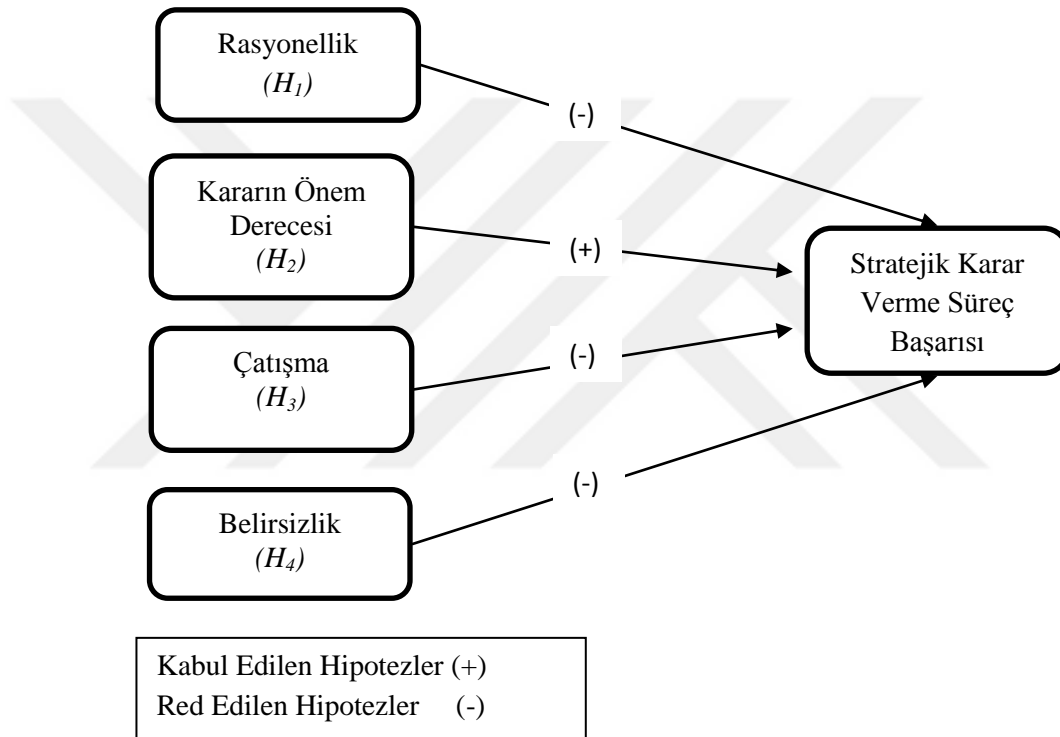 Rasyonellik
(H1)
(-)
Kararın Önem
Derecesi
(H2)
(+)
Stratejik Karar
Verme Süreç
Başarısı
Çatışma
(H3)
(-)
(-)
Belirsizlik
(H4)
Kabul Edilen Hipotezler (+)
Red Edilen Hipotezler (-)